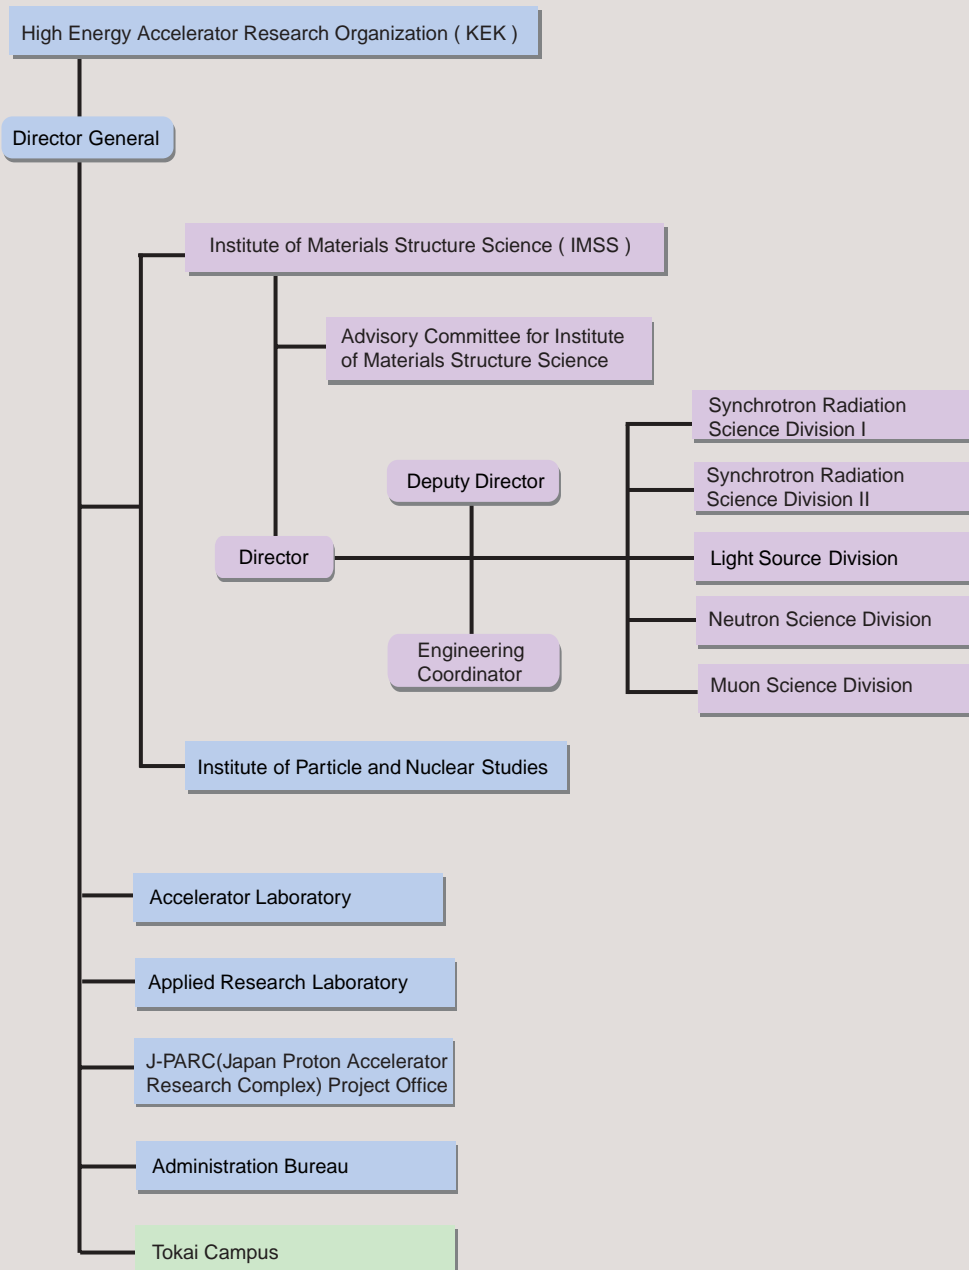 High Energy Accelerator Research Organization ( KEK )
Director General
Institute of Materials Structure Science ( IMSS )
Advisory Committee for Institute
of Materials Structure Science
Synchrotron Radiation
Science Division I
Deputy Director
Synchrotron Radiation
Science Division II
Director
Light Source Division
Neutron Science Division
Engineering
Coordinator
Muon Science Division
Institute of Particle and Nuclear Studies
Accelerator Laboratory
Applied Research Laboratory
J-PARC(Japan Proton Accelerator
Research Complex) Project Office
Administration Bureau
Tokai Campus